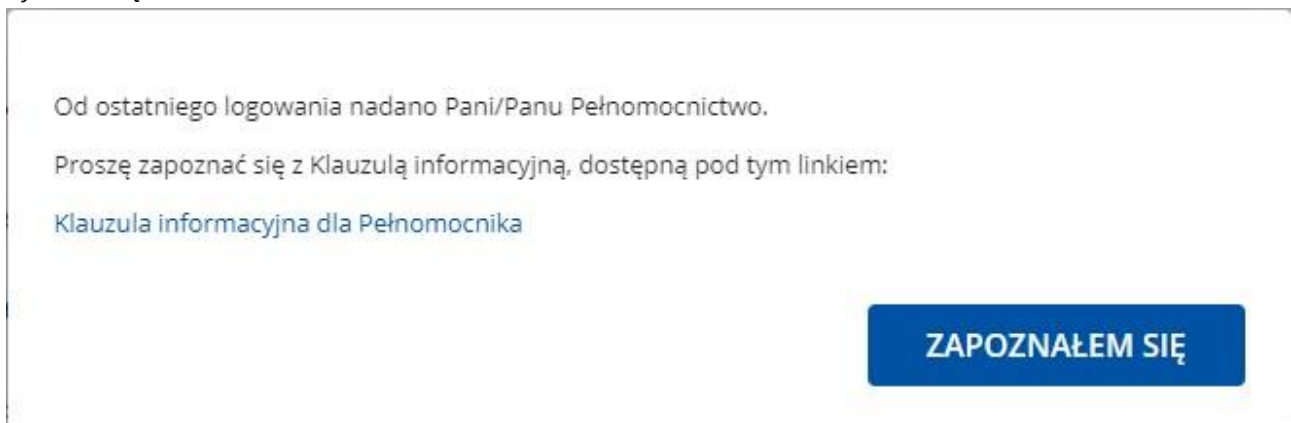 Od ostatniego logowania nadano Pani/Panu Pełnomocnictwo.
Proszę zapoznać się z Klauzulą informacyjną, dostępną pod tym linkiem:
Klauzula informacyjna dla Pełnomocnika
ZAPOZNAŁEM SIĘ